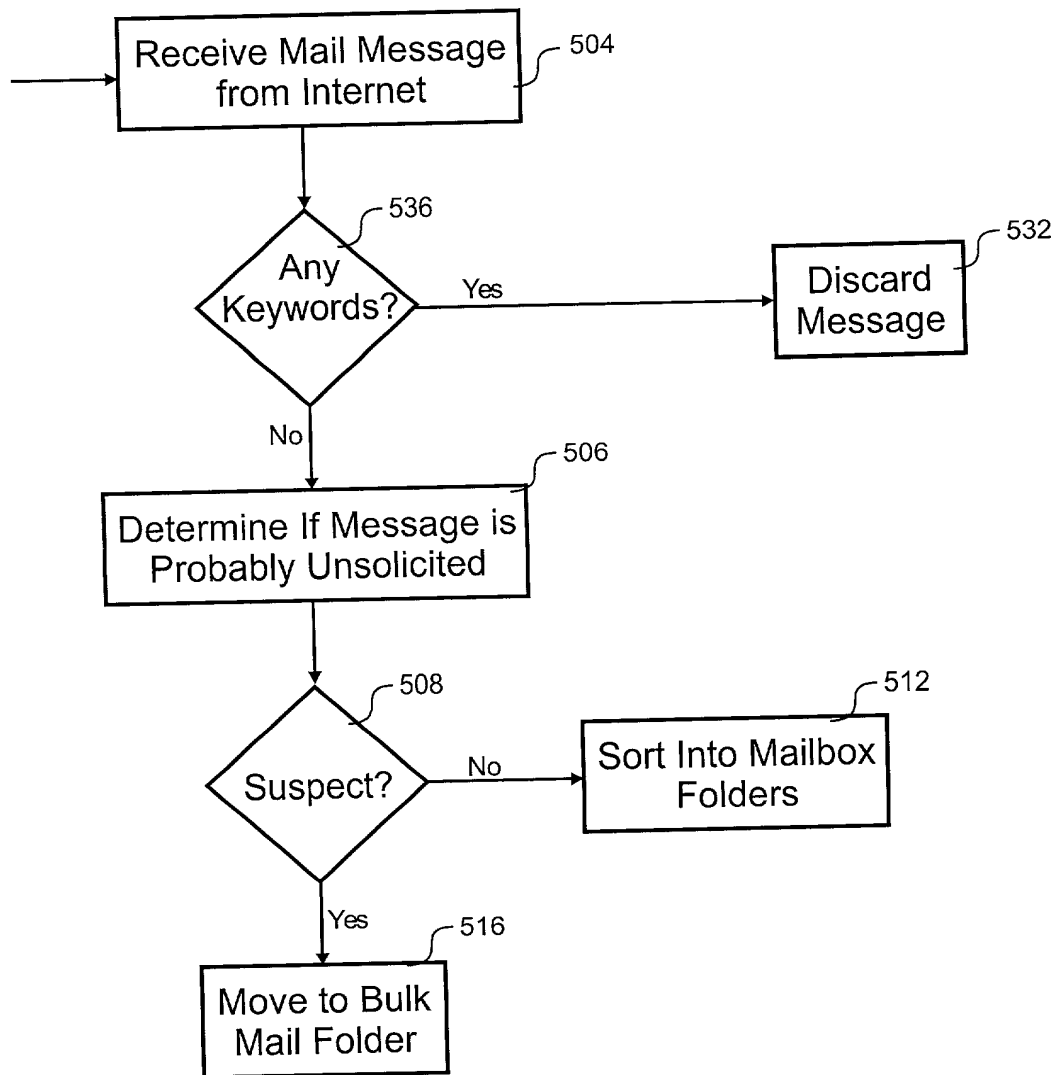 Receive Mail Message
from Internet
504
536
Any
Keywords?
Yes
532
Discard
Message
No
506
Determine If Message is
Probably Unsolicited
508
Suspect?
No
512
Sort Into Mailbox
Folders
Yes
516
Move to Bulk
Mail Folder